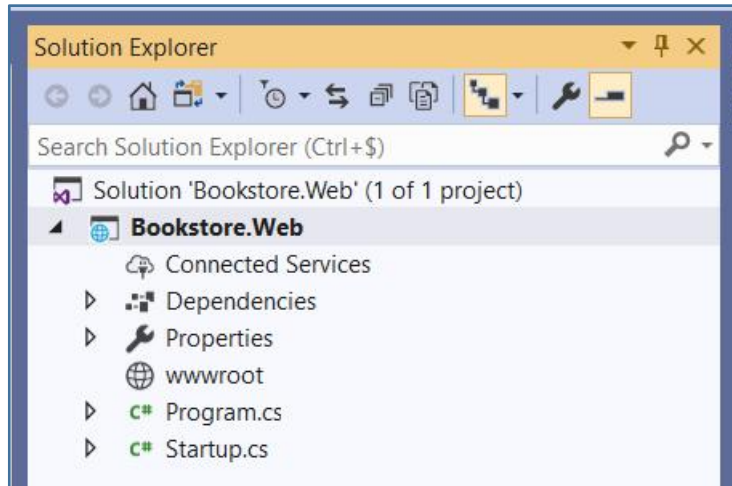 Solution Explorer
Search Solution Explorer (Ctrl+$)
Solution 'Bookstore.Web' (1 of 1 project)
Bookstore.Web
Connected Services
Dependencies
Properties
wwwroot
C# Program.cs
C# Startup.cs